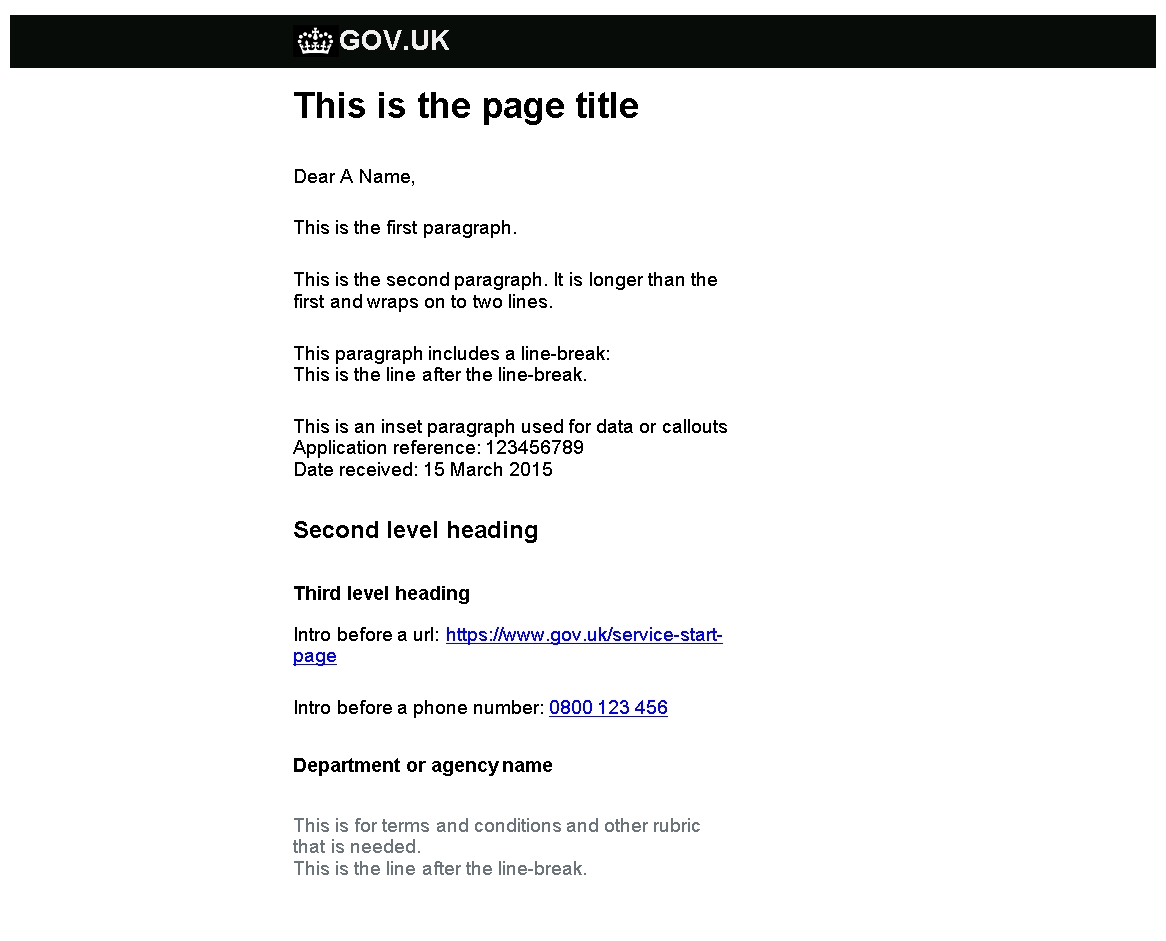 GOV.UK
This is the page title
Dear A Name,
This is the first paragraph.
This is the second paragraph. It is longer than the
first and wraps on to two lines.
This paragraph includes a line-break:
This is the line after the line-break.
This is an inset paragraph used for data or callouts
Application reference: 123456789
Date received: 15 March 2015
Second level heading
Third level heading
Intro before a url: https://www.gov.uk/service-start-
page
Intro before a phone number: 0800 123 456
Department or agency name
This is for terms and conditions and other rubric
that is needed.
This is the line after the line-break.